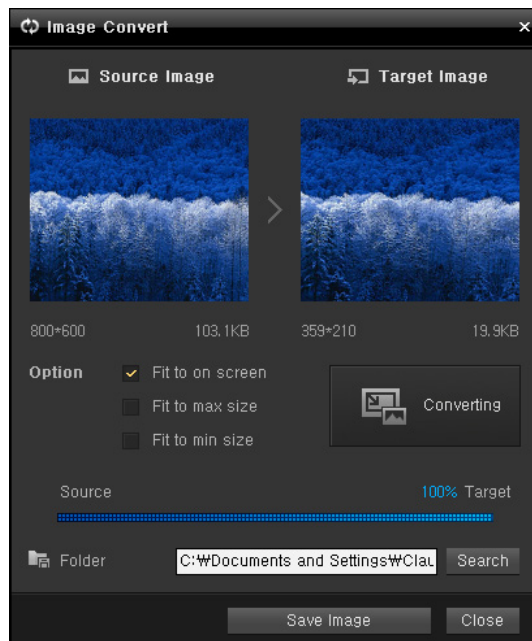 Image Convert
Source Image
Target Image
800*600 103.1KB
359*210 19.9KB
Option
Fit to on screen
Fit to max size
Fit to min size
Converting
Source
100% Target
Folder
C:₩Documents and Settings₩Clau
Search
Save Image
Close